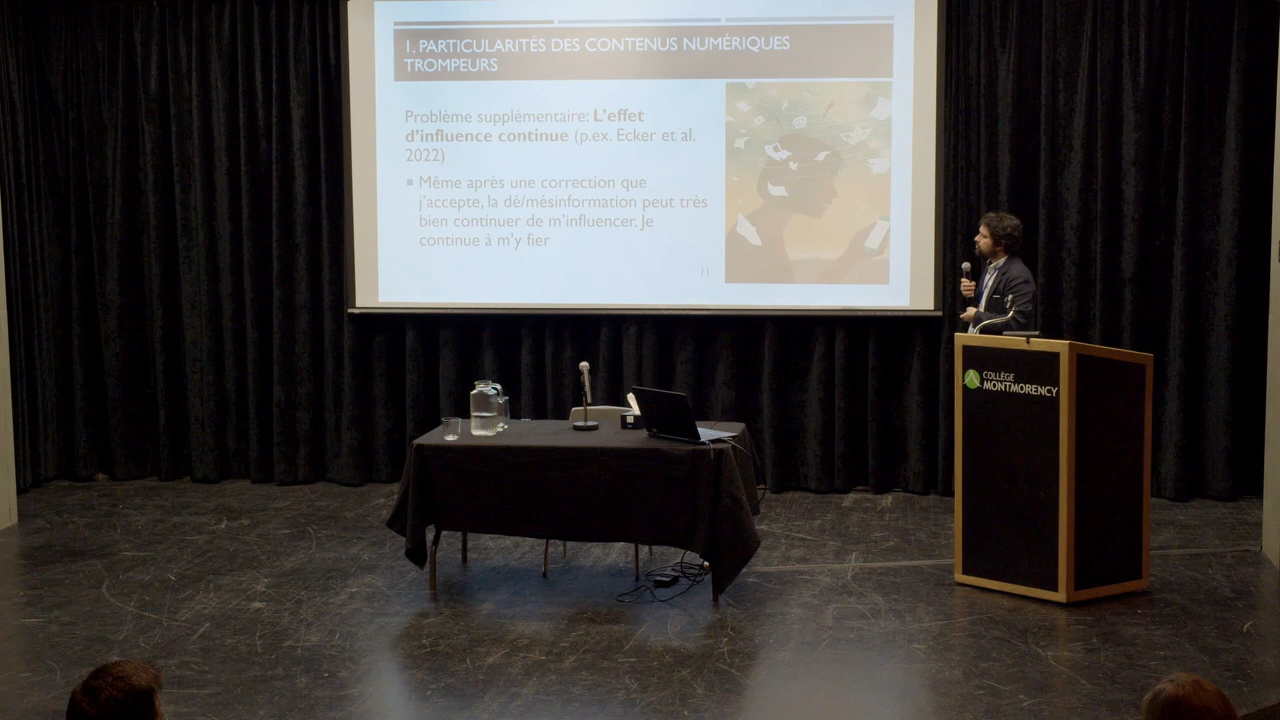 1. PARTICULARITÉS DES CONTENUS NUMÉRIQUES
TROMPEURS
Problème supplémentaire: L'effet
d'influence continue (p.ex. Ecker et al.
2022)
Même après une correction que
j'accepte, la dé/mésinformation peut très
bien continuer de m'influencer. Je
continue à m'y fier
11
COLLÈGE
MONTMORENCY